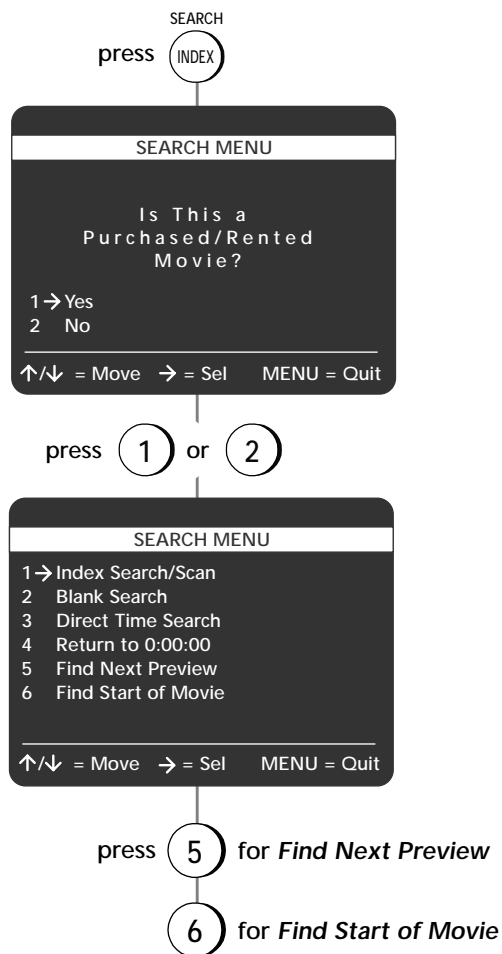 SEARCH
press INDEX
SEARCH MENU
Is This a
Purchased/Rented
Movie?
1→Yes
2 No
↑/↓ = Move → = Sel MENU = Quit
press 1 or 2
SEARCH MENU
1→Index Search/Scan
2 Blank Search
3 Direct Time Search
4 Return to 0:00:00
5 Find Next Preview
6 Find Start of Movie
↑/↓ = Move → = Sel MENU = Quit
press 5 for Find Next Preview
6 for Find Start of Movie